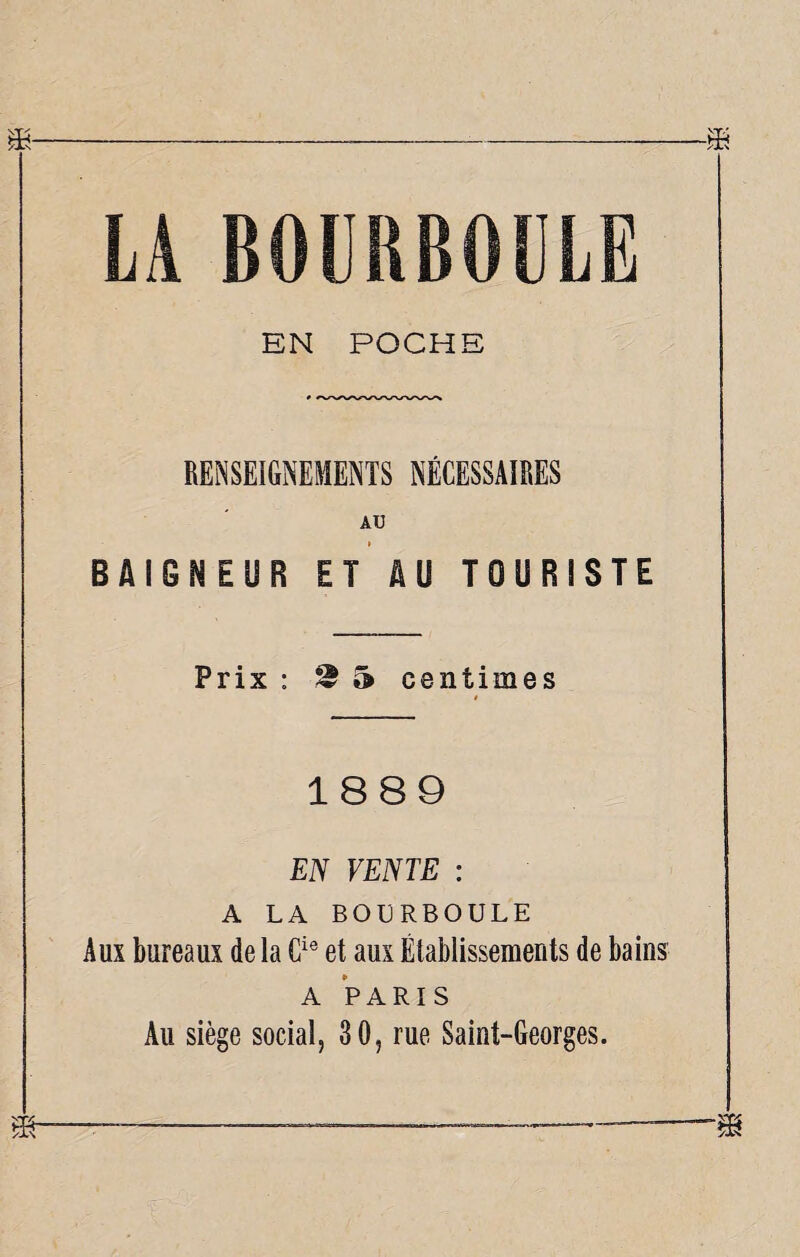 LA BOURBOULE
EN POCHE
RENSEIGNEMENTS NÉCESSAIRES
AU
BAIGNEUR ET AU TOURISTE
Prix : 25 centimes
1889
EN VENTE :
A LA BOURBOULE
Aux bureaux de la Cie et aux Établissements de bains
A PARIS
Au siège social, 30, rue Saint-Georges.